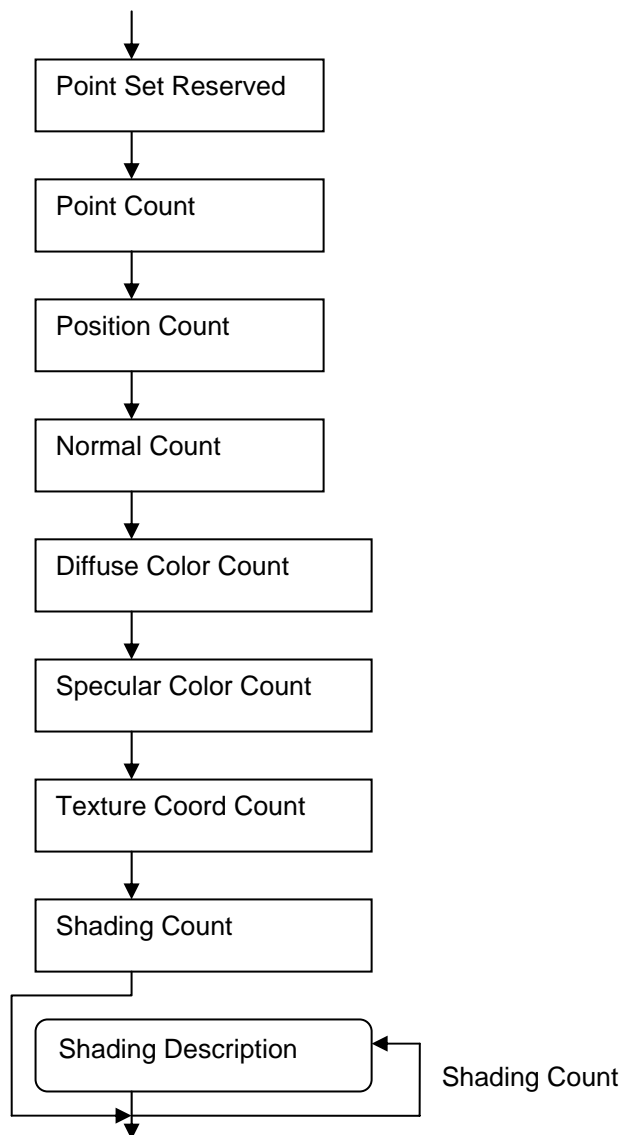 Point Set Reserved
Point Count
Position Count
Normal Count
Diffuse Color Count
Specular Color Count
Texture Coord Count
Shading Count
Shading Description
Shading Count